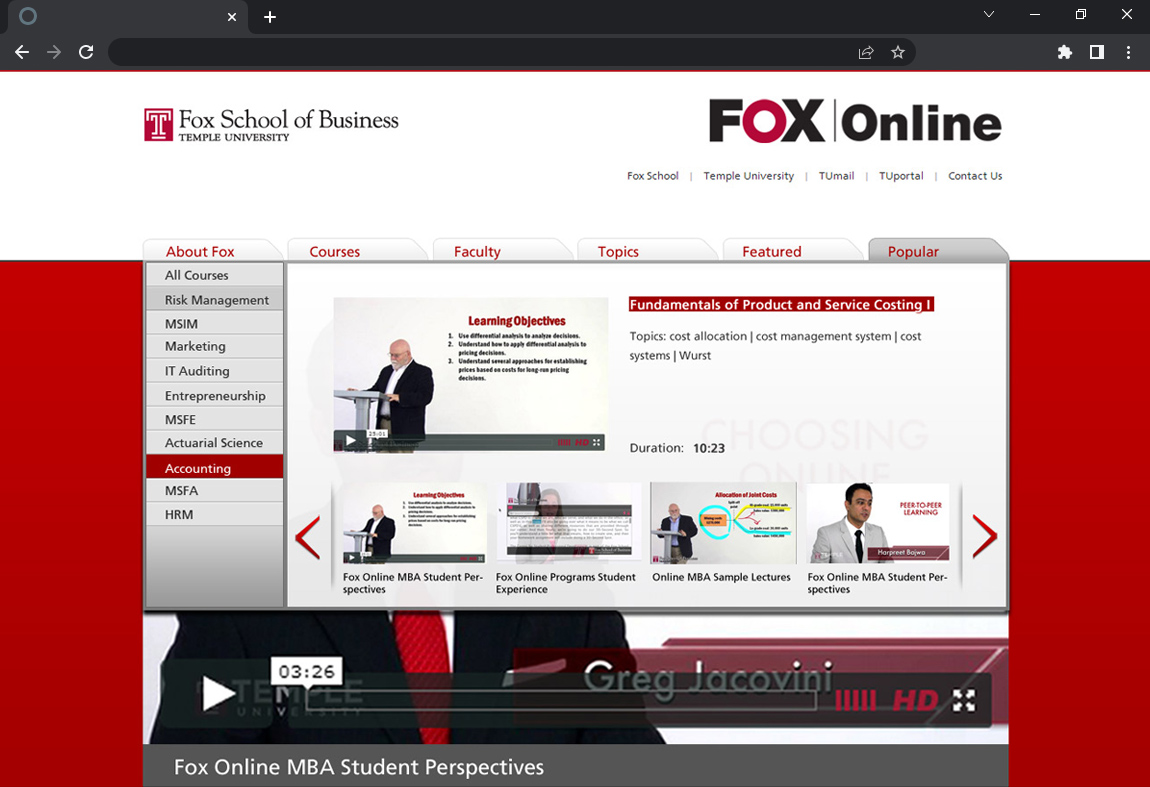 Fox School of Business
TEMPLE UNIVERSITY
FOX Online
Fox School | Temple University | TUmail | TUportal | Contact Us
About Fox
Courses
Faculty
Topics
Featured
Popular
All Courses
Risk Management
MSIM
Marketing
IT Auditing
Entrepreneurship
MSFE
Actuarial Science
Accounting
MSFA
HRM
Learning Objectives
1. Use differential analysis to analyze decisions.
2. Understand how to apply differential analysis to
pricing decisions.
3. Understand several approaches for establishing
prices based on costs for long-run pricing
decisions.
25:01
HD
Fundamentals of Product and Service Costing I
Topics: cost allocation | cost management system | cost
systems | Wurst
CHOOSING
ONLINE
Duration: 10:23
Learning Objectives
Allocation of Joint Costs
PEER-TO-PEER
LEARNING
Harpreet Bajwa
Fox Online MBA Student Per-
spectives
Fox Online Programs Student
Experience
Online MBA Sample Lectures
Fox Online MBA Student Per-
spectives
03:26
TEMPLE
UNIVERSITY
Greg Jacovini
HD
Fox Online MBA Student Perspectives